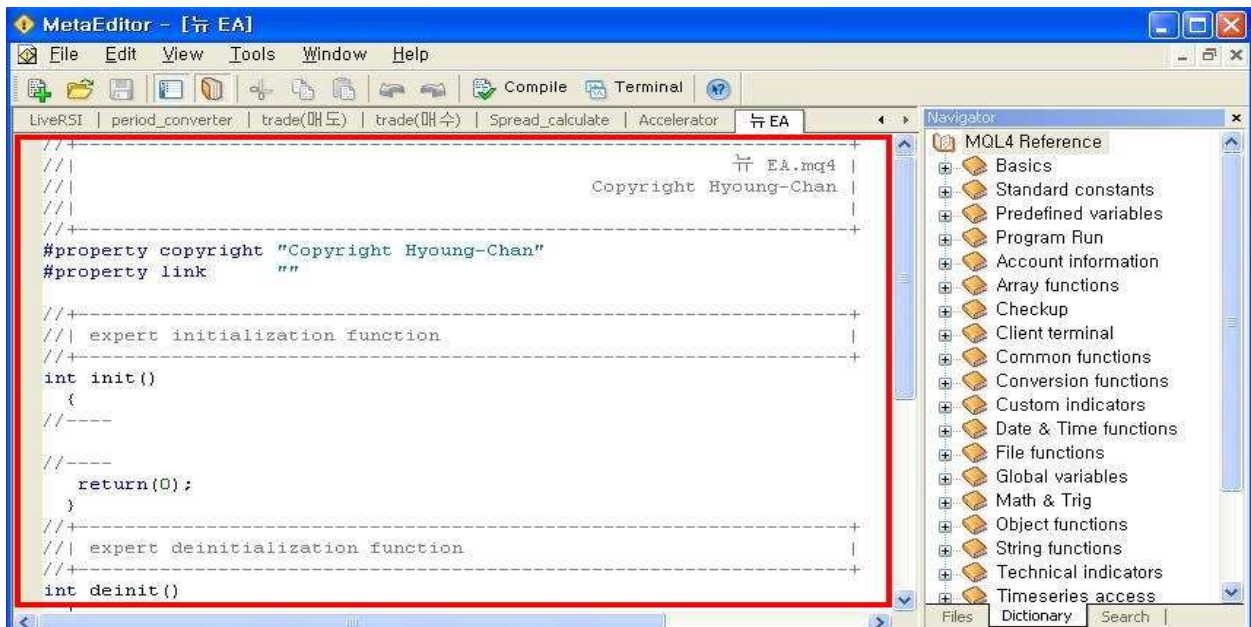 MetaEditor - [뉴 EA]
File Edit View Tools Window Help
Compile Terminal
LiveRSI | period_converter | trade(매도) | trade(매수) | Spread_calculate | Accelerator | 뉴 EA
//+------------------------------------------------------------------+
//| 뉴 EA.mq4 |
//| Copyright Hyoung-Chan |
//| |
//+------------------------------------------------------------------+
#property copyright "Copyright Hyoung-Chan"
#property link ""
//+------------------------------------------------------------------+
//| expert initialization function |
//+------------------------------------------------------------------+
int init()
{
//----
//----
return(0);
}
//+------------------------------------------------------------------+
//| expert deinitialization function |
//+------------------------------------------------------------------+
int deinit()
Navigator
MQL4 Reference
Basics
Standard constants
Predefined variables
Program Run
Account information
Array functions
Checkup
Client terminal
Common functions
Conversion functions
Custom indicators
Date & Time functions
File functions
Global variables
Math & Trig
Object functions
String functions
Technical indicators
Timeseries access
Files Dictionary Search